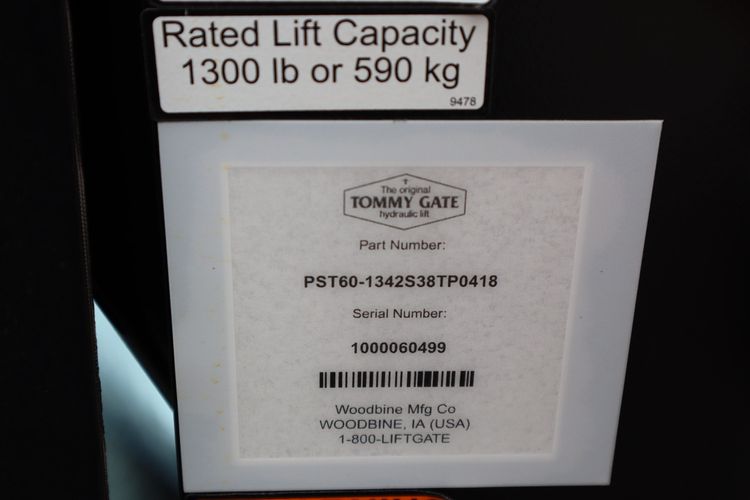 Rated Lift Capacity
1300 lb or 590 kg
9478
The original
TOMMY GATE
hydraulic lift
Part Number:
PST60-1342S38TP0418
Serial Number:
1000060499
Woodbine Mfg Co
WOODBINE, IA (USA)
1-800-LIFTGATE